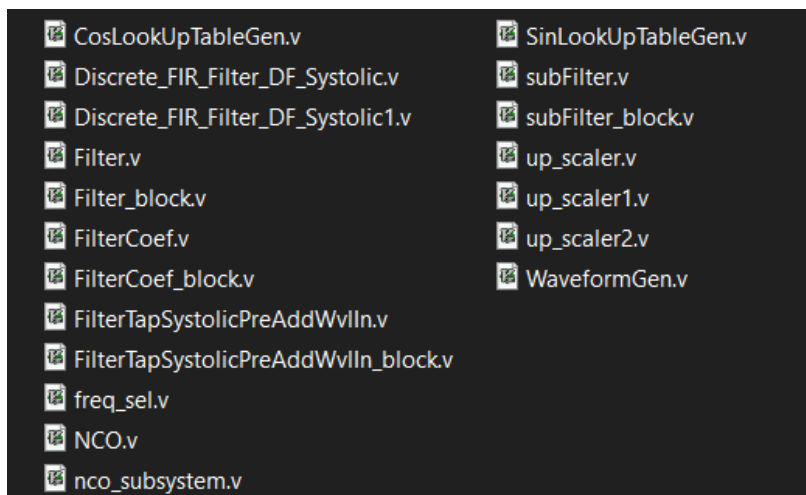 CosLookUpTableGen.v
Discrete_FIR_Filter_DF_Systolic.v
Discrete_FIR_Filter_DF_Systolic1.v
Filter.v
Filter_block.v
FilterCoef.v
FilterCoef_block.v
FilterTapSystolicPreAddWvlIn.v
FilterTapSystolicPreAddWvlIn_block.v
freq_sel.v
NCO.v
nco_subsystem.v
SinLookUpTableGen.v
subFilter.v
subFilter_block.v
up_scaler.v
up_scaler1.v
up_scaler2.v
WaveformGen.v